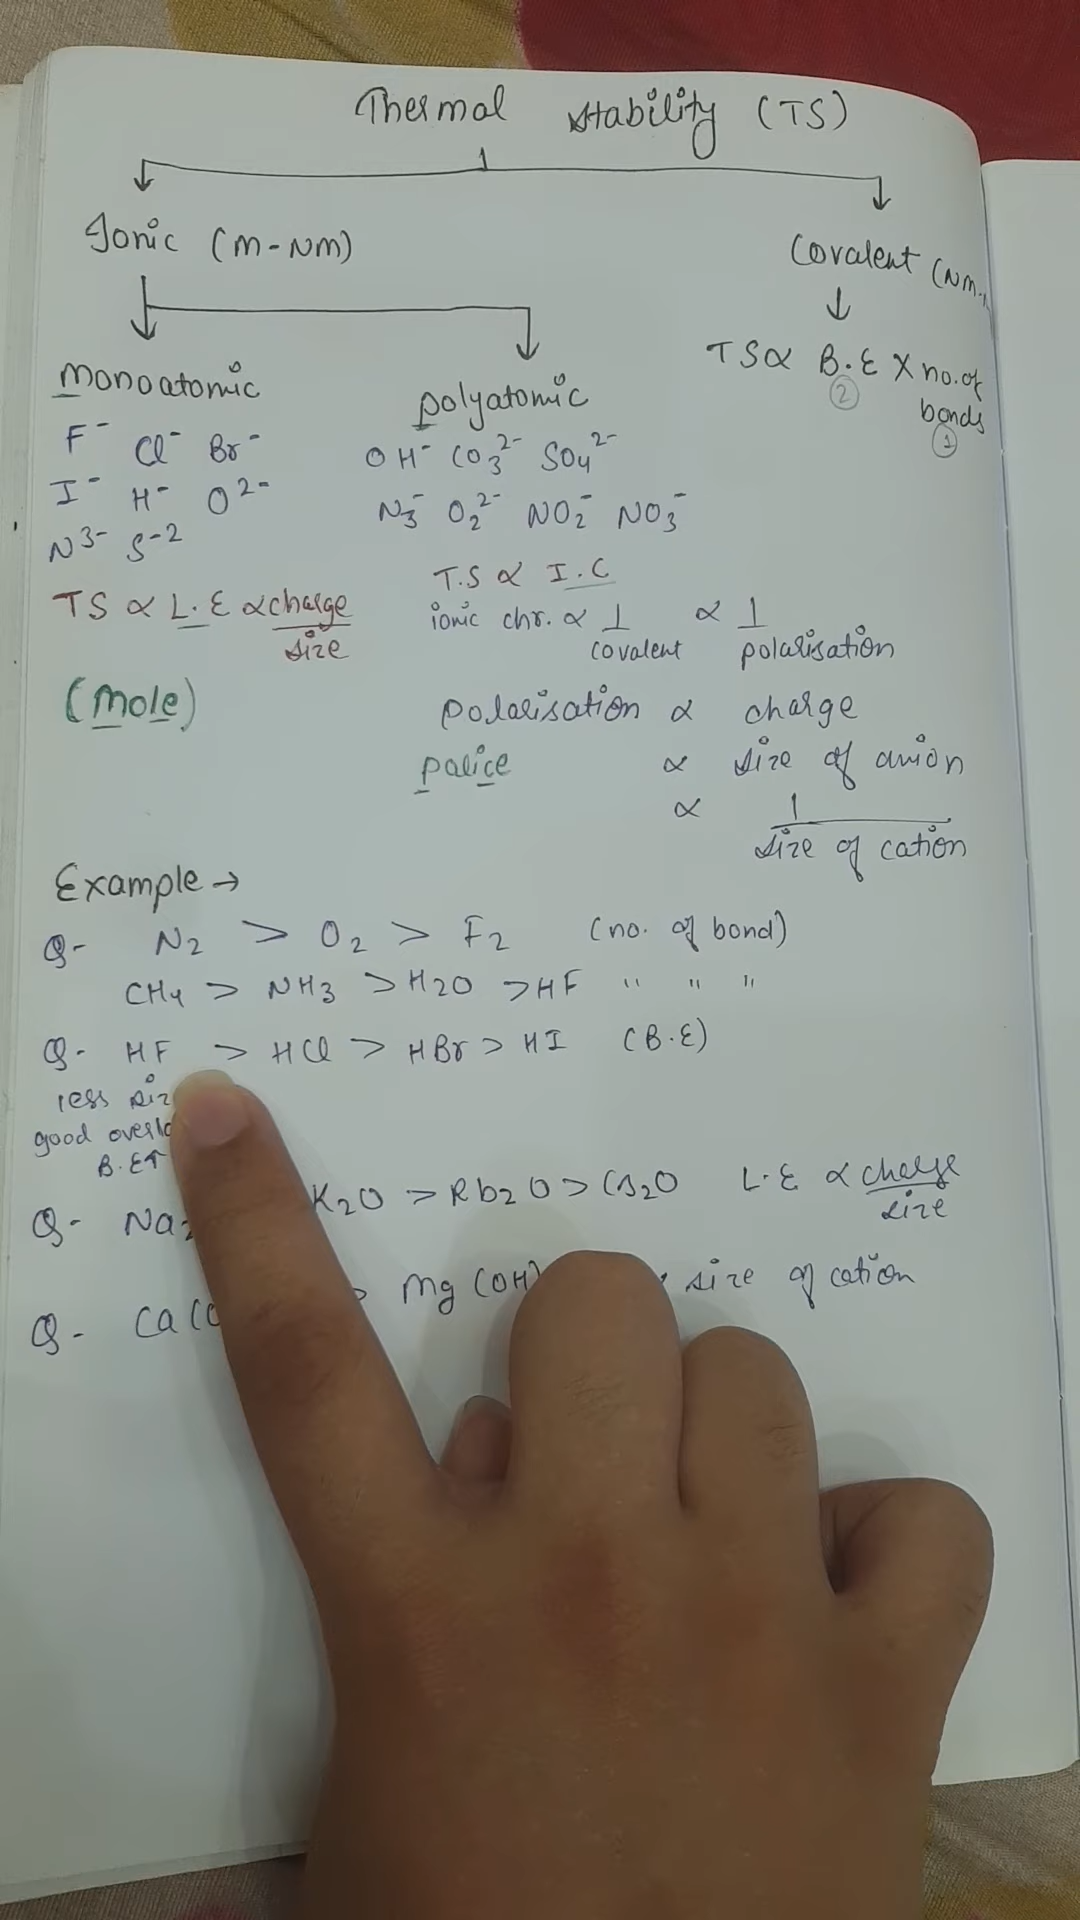 Thermal stability (TS)
Ionic (M-NM)
Covalent (NM-
TS∝ B.E × no. of
② bonds
①
Monoatomic
F⁻ Cl⁻ Br⁻
I⁻ H⁻ O²⁻
N³⁻ S⁻²
TS ∝ L.E ∝ charge
size
(Mole)
polyatomic
OH⁻ CO₃²⁻ SO₄²⁻
N₃⁻ O₂²⁻ NO₂⁻ NO₃⁻
T.S ∝ I.C
ionic chr. ∝ 1 ∝ 1
covalent polarisation
polarisation ∝ charge
palice ∝ size of anion
∝ 1
size of cation
Example →
Q- N₂ > O₂ > F₂ (no. of bond)
CH₄ > NH₃ > H₂O > HF " " "
Q- HF > HCl > HBr > HI (B.E)
less
good
B.E↑
Q- Na₂ K₂O > Rb₂O > Cs₂O L.E ∝ charge
size
Q- Ca(O > Mg(OH) size of cation